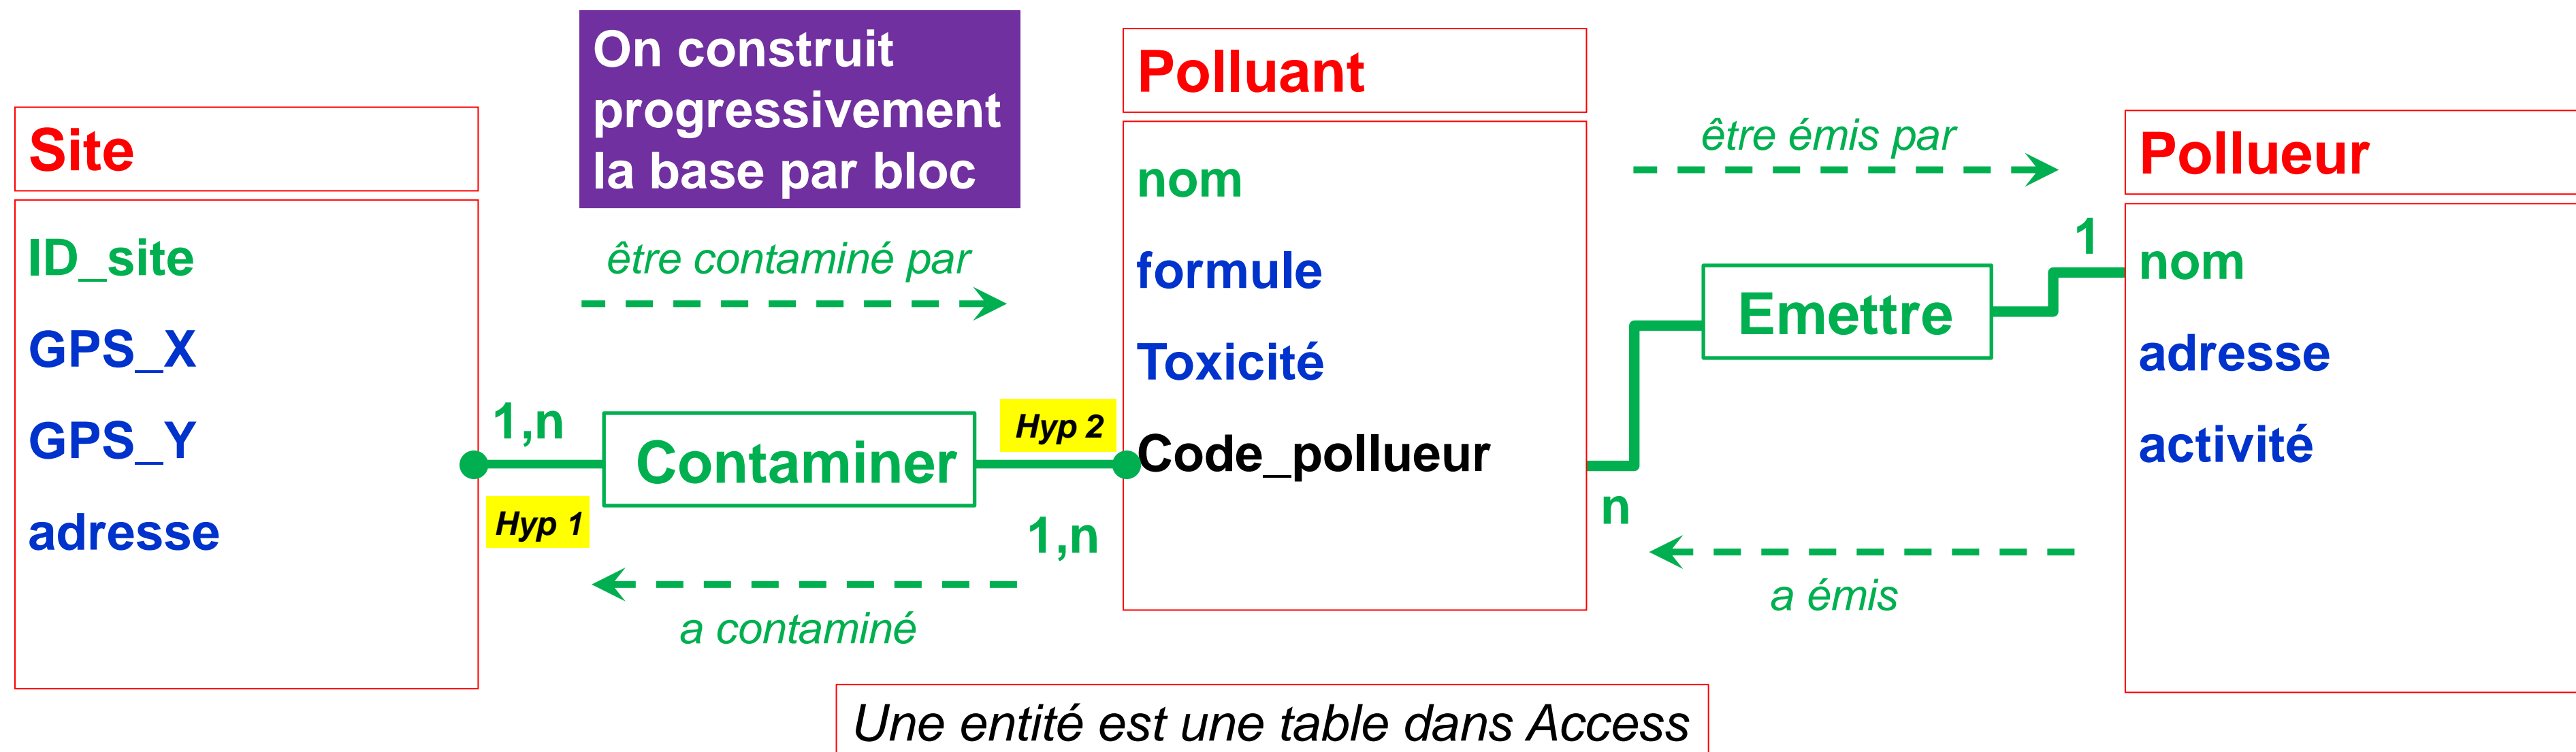 On construit
progressivement
la base par bloc
Site
ID_site
GPS_X
GPS_Y
adresse
être contaminé par
1,n
Hyp 1
Contaminer
Hyp 2
1,n
a contaminé
Polluant
nom
formule
Toxicité
Code_pollueur
être émis par
Emettre
1
n
a émis
Pollueur
nom
adresse
activité
Une entité est une table dans Access